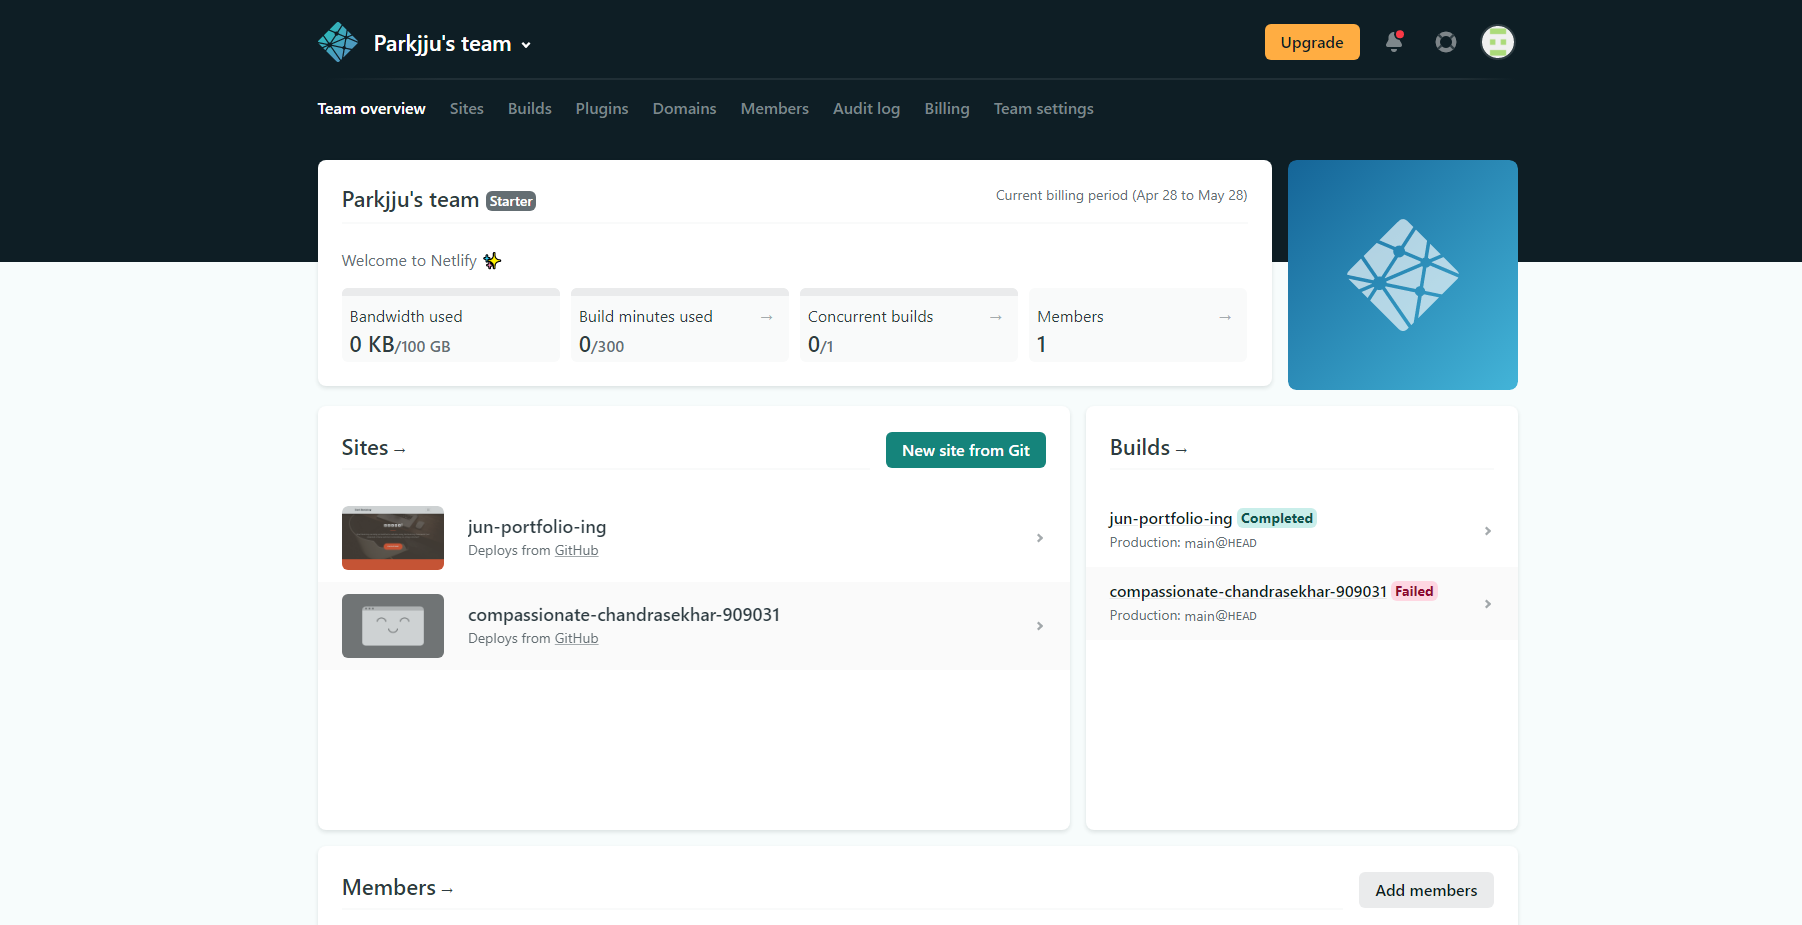 Parkjju's team
Upgrade
Team overview Sites Builds Plugins Domains Members Audit log Billing Team settings
Parkjju's team Starter
Current billing period (Apr 28 to May 28)
Welcome to Netlify ✨
Bandwidth used
0 KB/100 GB
Build minutes used →
0/300
Concurrent builds →
0/1
Members →
1
Sites →
New site from Git
jun-portfolio-ing
Deploys from GitHub
compassionate-chandrasekhar-909031
Deploys from GitHub
Builds →
jun-portfolio-ing Completed
Production: main@HEAD
compassionate-chandrasekhar-909031 Failed
Production: main@HEAD
Members →
Add members